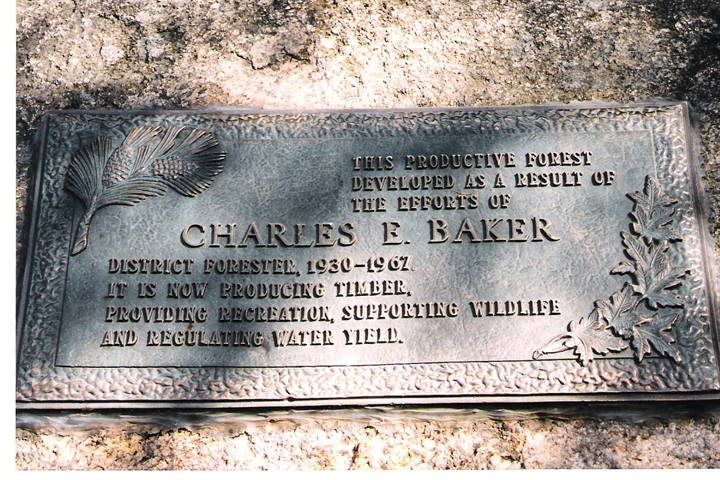 THIS PRODUCTIVE FOREST
DEVELOPED AS A RESULT OF
THE EFFORTS OF
CHARLES E. BAKER
DISTRICT FORESTER, 1930-1967.
IT IS NOW PRODUCING TIMBER,
PROVIDING RECREATION, SUPPORTING WILDLIFE
AND REGULATING WATER YIELD.